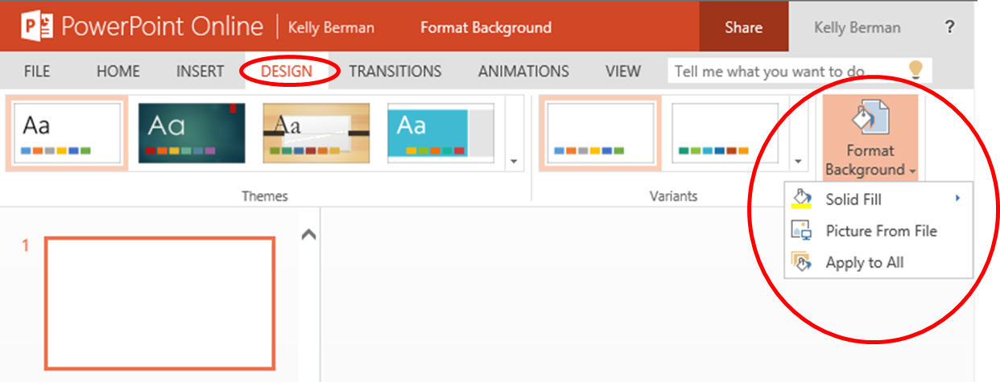 PowerPoint Online Kelly Berman Format Background Share Kelly Berman ?
FILE HOME INSERT DESIGN TRANSITIONS ANIMATIONS VIEW Tell me what you want to do
Aa Aa Aa Aa
Format
Background
Themes Variants
Solid Fill
Picture From File
Apply to All
1